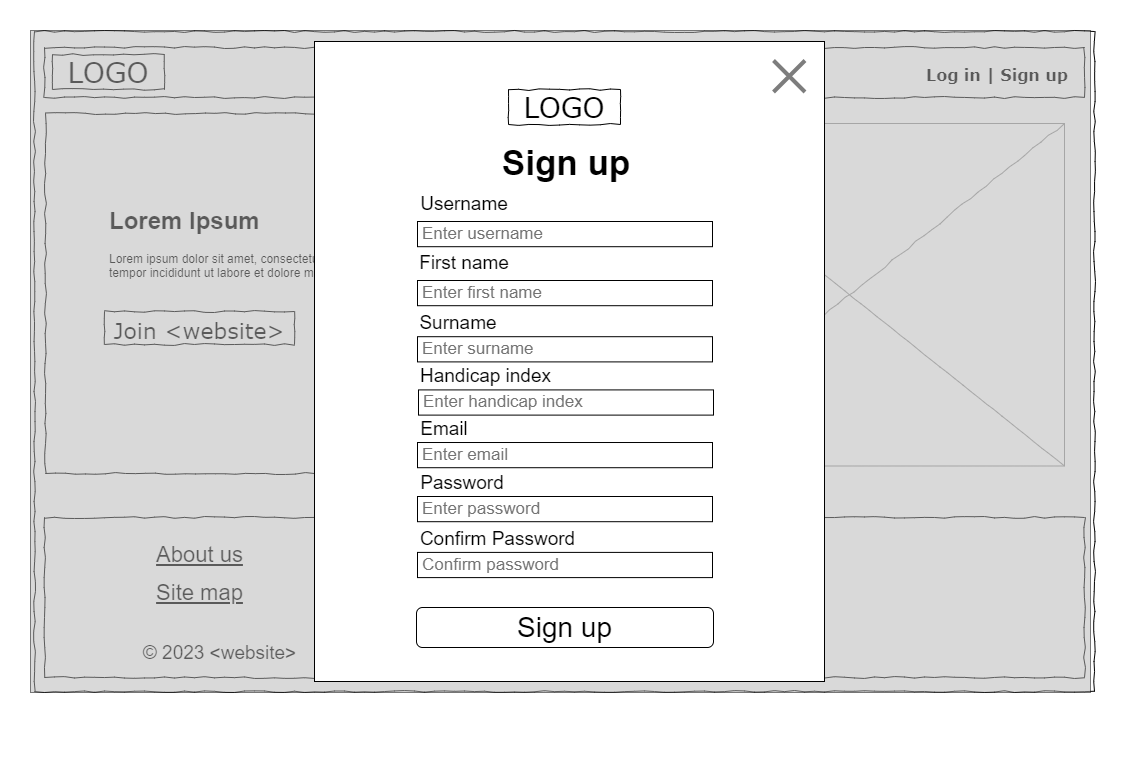 LOGO
Log in | Sign up
LOGO
Sign up
Username
Enter username
First name
Enter first name
Surname
Enter surname
Handicap index
Enter handicap index
Email
Enter email
Password
Enter password
Confirm Password
Confirm password
Sign up
Lorem Ipsum
Lorem ipsum dolor sit amet,
tempor incididunt ut labore et dolore
Join <website>
About us
Site map
© 2023 <website>